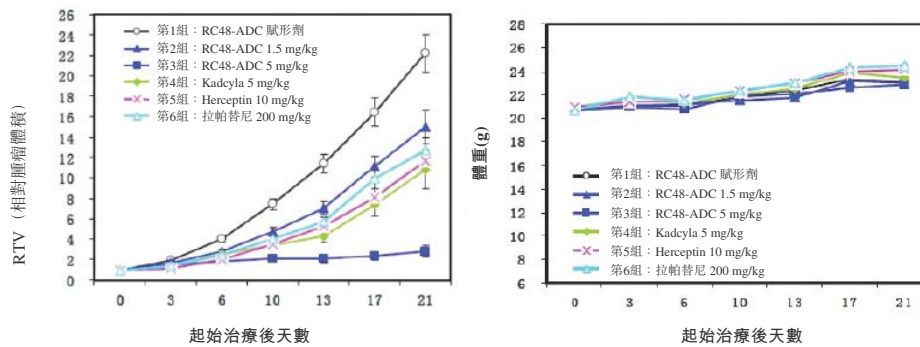 RTV (相對腫瘤體積)
26
24
22
20
18
16
14
12
10
8
6
4
2
0
第1組：RC48-ADC 賦形劑
第2組：RC48-ADC 1.5 mg/kg
第3組：RC48-ADC 5 mg/kg
第4組：Kadcyla 5 mg/kg
第5組：Herceptin 10 mg/kg
第6組：拉帕替尼 200 mg/kg
0 3 6 10 13 17 21
起始治療後天數
體重(g)
28
26
24
22
20
18
16
14
12
10
8
6
第1組：RC48-ADC 賦形劑
第2組：RC48-ADC 1.5 mg/kg
第3組：RC48-ADC 5 mg/kg
第4組：Kadcyla 5 mg/kg
第5組：Herceptin 10 mg/kg
第6組：拉帕替尼 200 mg/kg
0 3 6 10 13 17 21
起始治療後天數